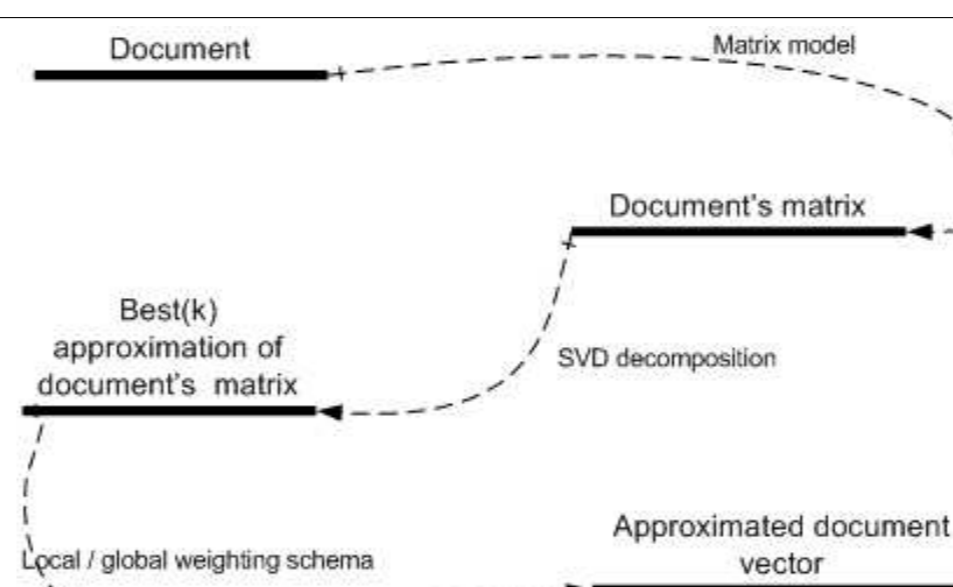 Document
Matrix model
Document's matrix
Best(k)
approximation of
document's matrix
SVD decomposition
Approximated document
vector
Local / global weighting schema